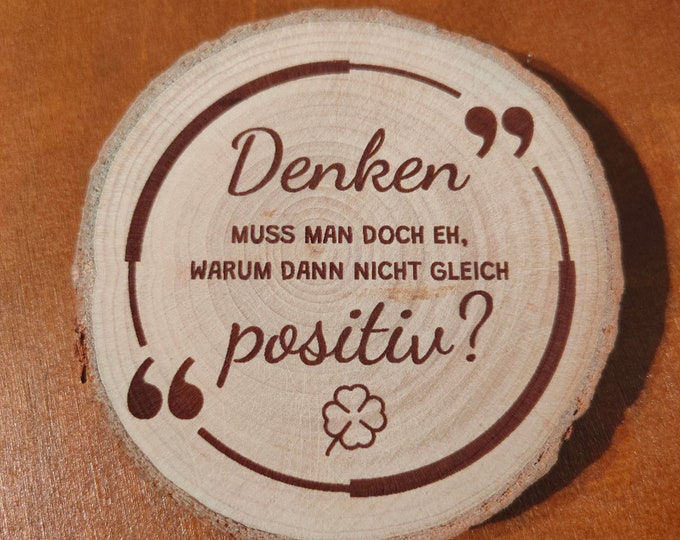 Denken
MUSS MAN DOCH EH,
WARUM DANN NICHT GLEICH
positiv?